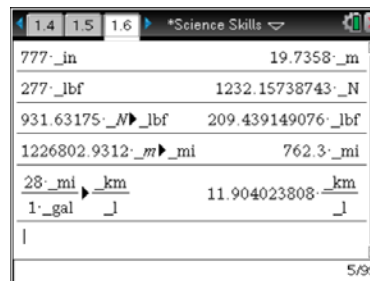 1.4 1.5 1.6 *Science Skills
777·_in 19.7358·_m
277·_lbf 1232.15738743·_N
931.63175·_N▶_lbf 209.439149076·_lbf
1226802.9312·_m▶_mi 762.3·_mi
28·_mi/1·_gal▶_km/_l 11.904023808·_km/_l
5/9